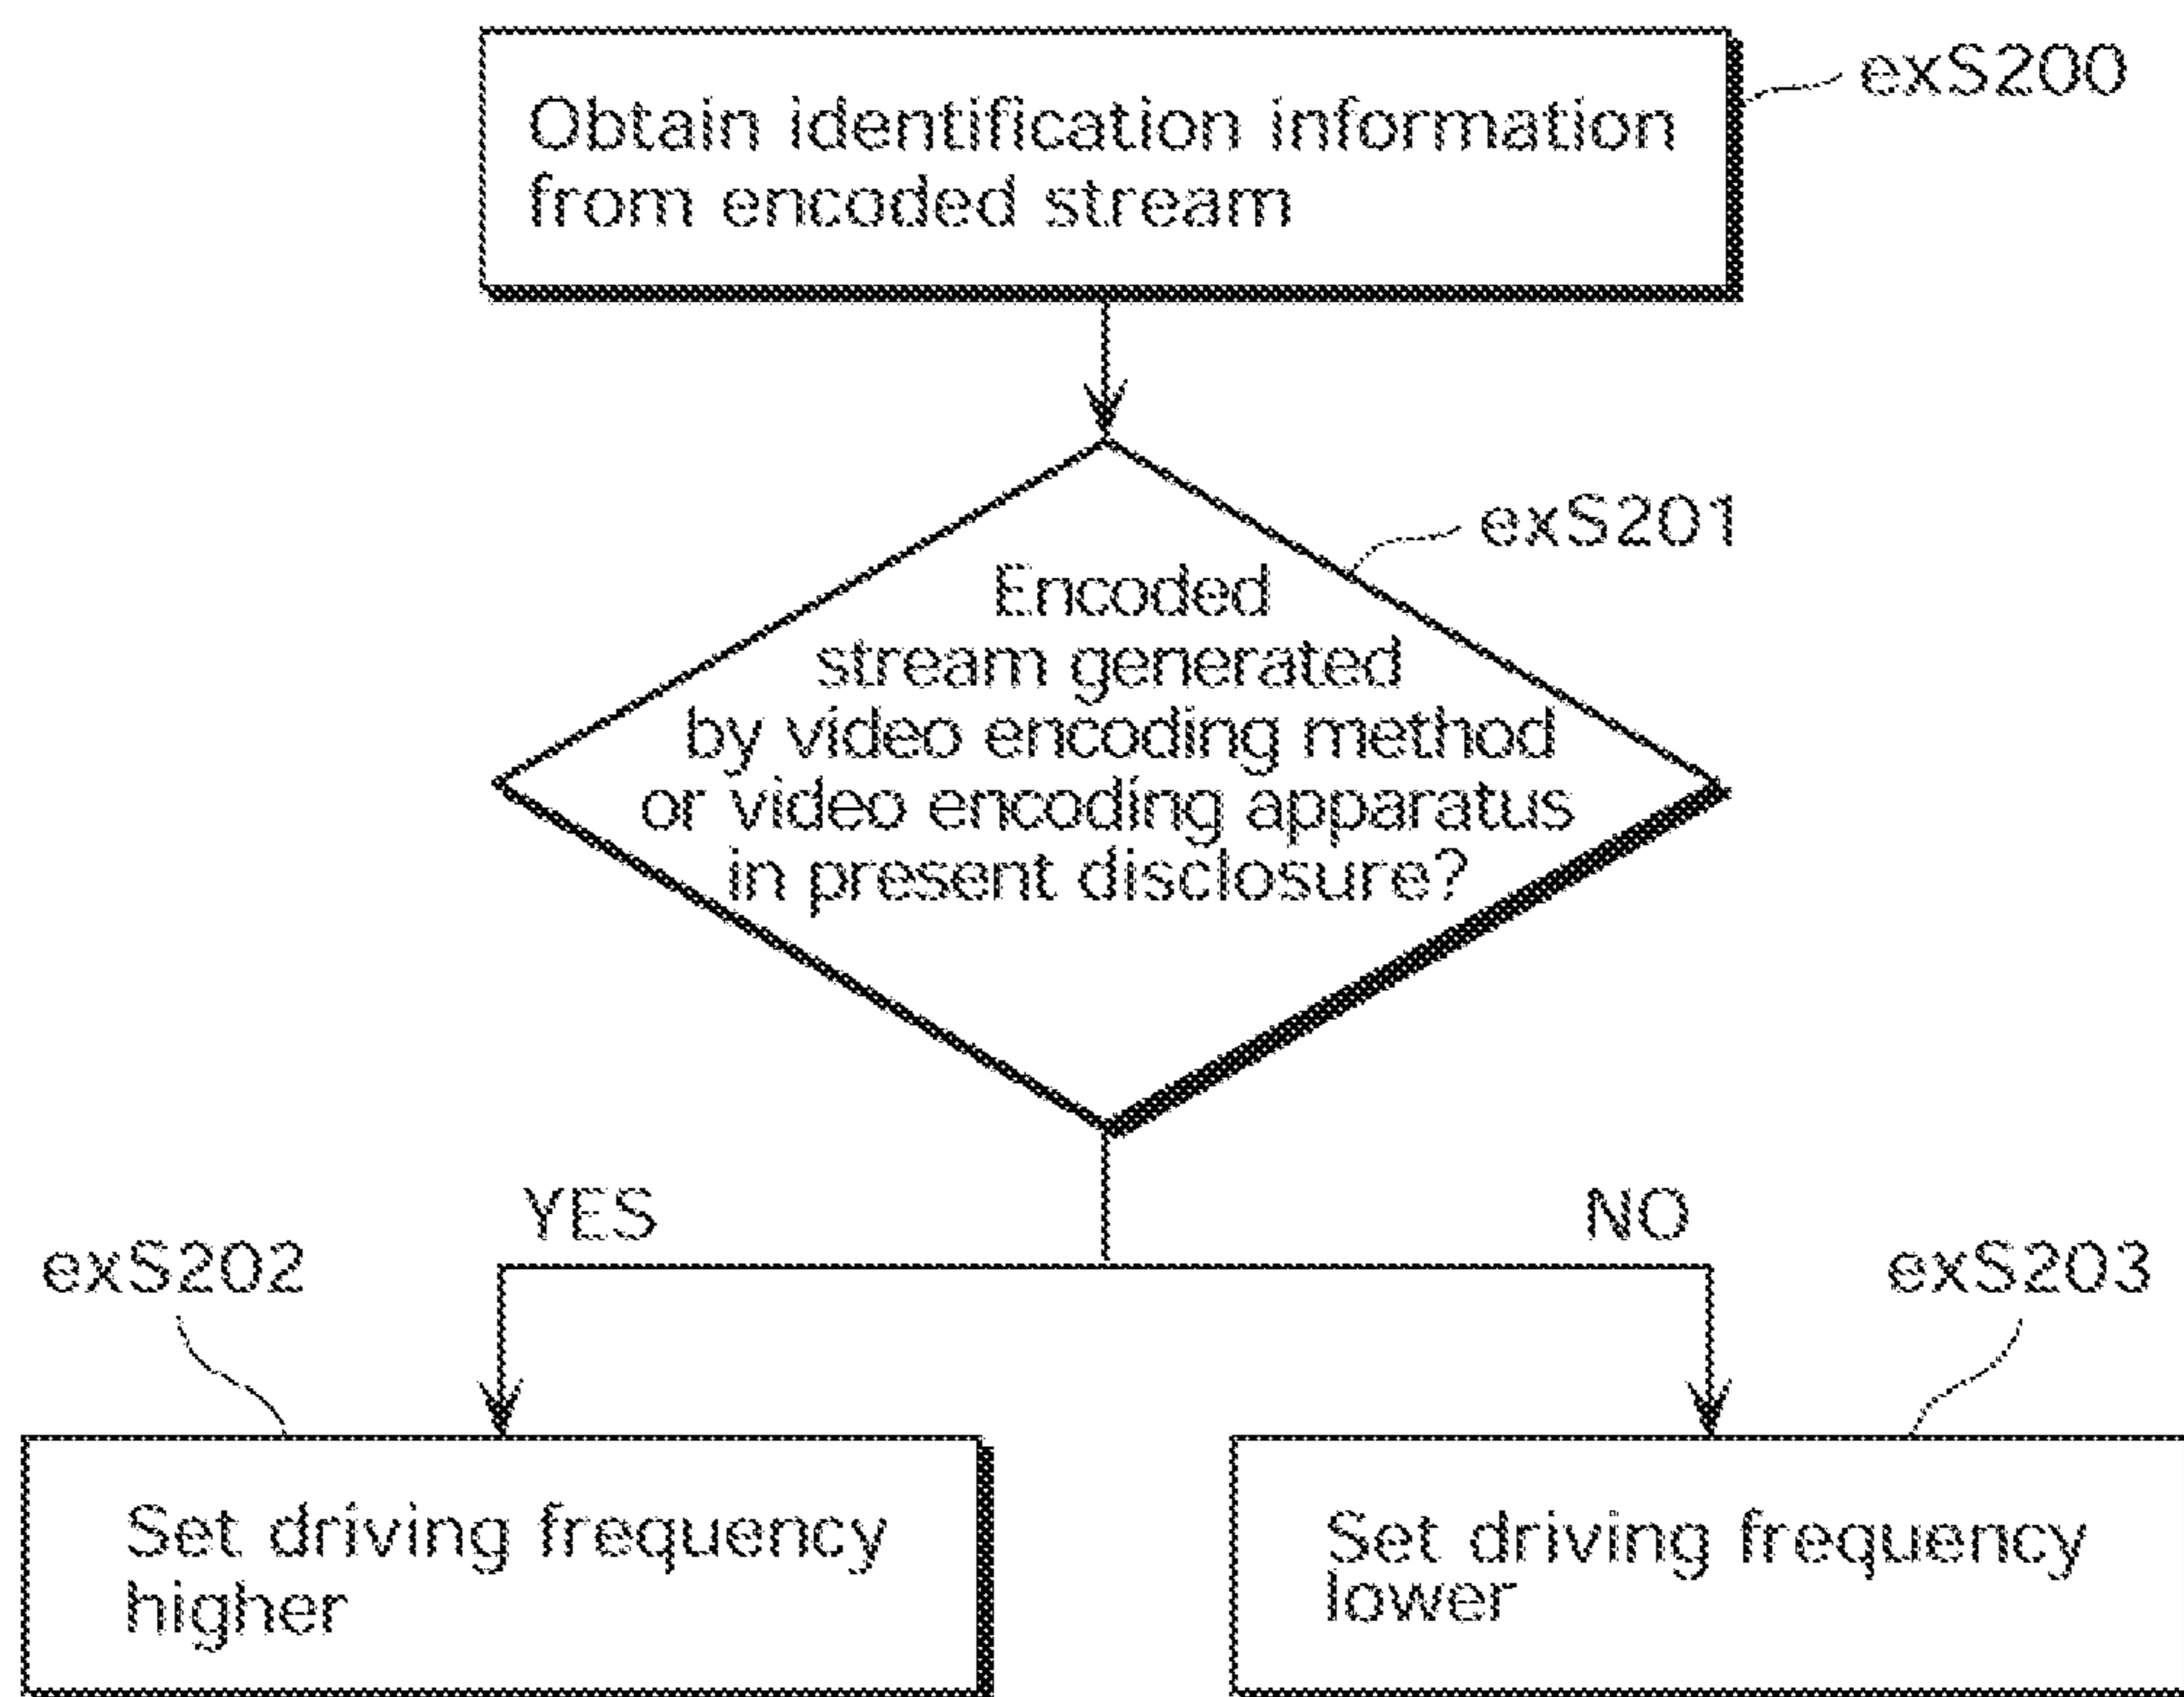 exS200
Obtain identification information
from encoded stream
exS201
Encoded
stream generated
by video encoding method
or video encoding apparatus
in present disclosure?
YES
NO
exS202
exS203
Set driving frequency
higher
Set driving frequency
lower